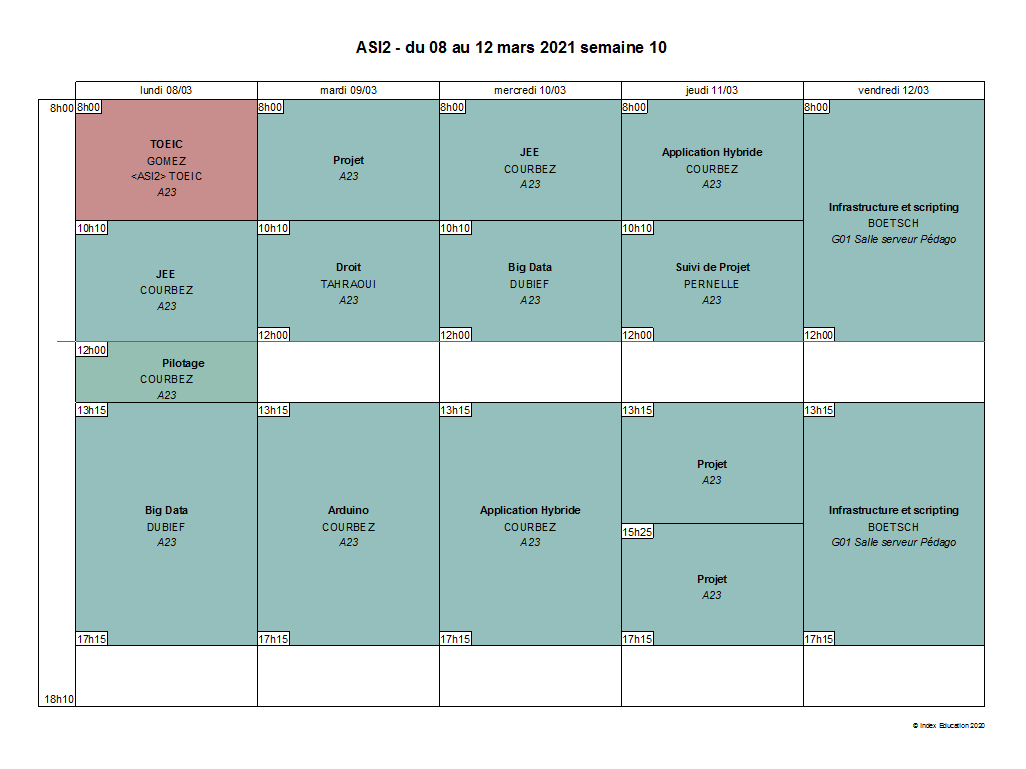 ASI2 - du 08 au 12 mars 2021 semaine 10
lundi 08/03
mardi 09/03
mercredi 10/03
jeudi 11/03
vendredi 12/03
8h00
8h00
TOEIC
GOMEZ
<ASI2> TOEIC
A23
10h10
JEE
COURBEZ
A23
12h00
Pilotage
COURBEZ
A23
13h15
Big Data
DUBIEF
A23
17h15
8h00
Projet
A23
10h10
Droit
TAHRAOUI
A23
12h00
13h15
Arduino
COURBEZ
A23
17h15
8h00
JEE
COURBEZ
A23
10h10
Big Data
DUBIEF
A23
12h00
13h15
Application Hybride
COURBEZ
A23
17h15
8h00
Application Hybride
COURBEZ
A23
10h10
Suivi de Projet
PERNELLE
A23
12h00
13h15
Projet
A23
15h25
Projet
A23
17h15
8h00
Infrastructure et scripting
BOETSCH
G01 Salle serveur Pédago
12h00
13h15
Infrastructure et scripting
BOETSCH
G01 Salle serveur Pédago
17h15
18h10
© Index Education 2020